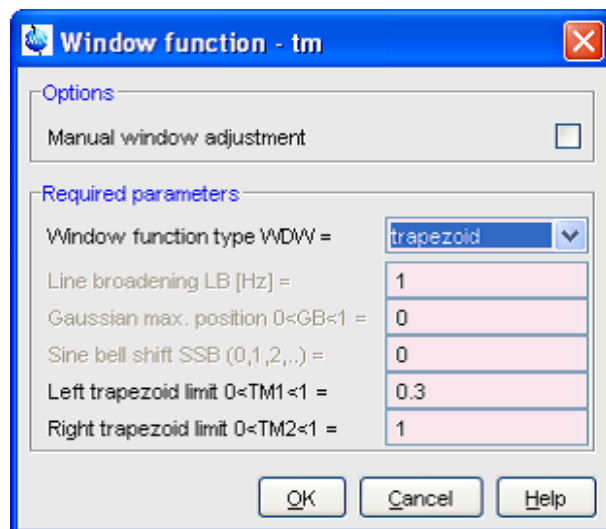 Window function - tm
Options
Manual window adjustment
Required parameters
Window function type WDW = trapezoid
Line broadening LB [Hz] = 1
Gaussian max. position 0<GB<1 = 0
Sine bell shift SSB (0,1,2,..) = 0
Left trapezoid limit 0<TM1<1 = 0.3
Right trapezoid limit 0<TM2<1 = 1
OK Cancel Help